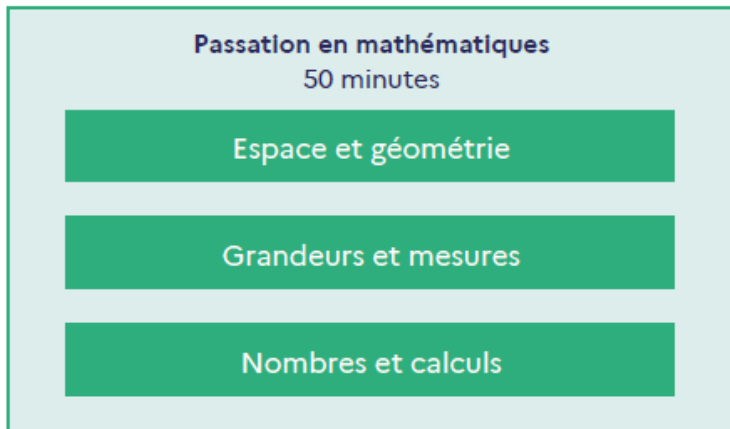 Passation en mathématiques
50 minutes
Espace et géométrie
Grandeurs et mesures
Nombres et calculs